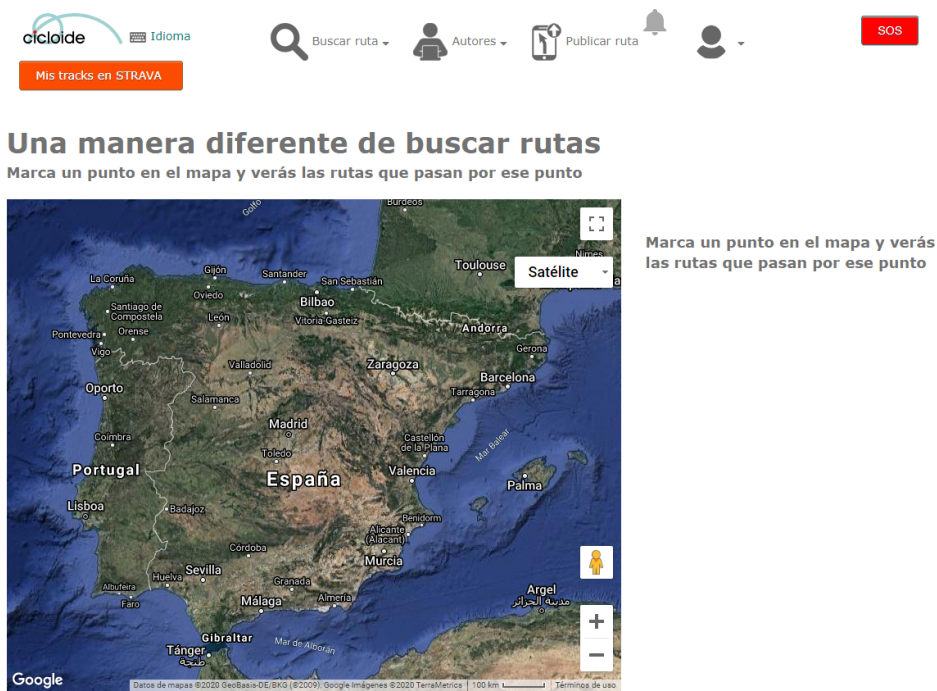 cicloide
Idioma
Buscar ruta
Autores
Publicar ruta
SOS
Mis tracks en STRAVA
Una manera diferente de buscar rutas
Marca un punto en el mapa y verás las rutas que pasan por ese punto
Marca un punto en el mapa y verás
las rutas que pasan por ese punto
Golfo
Burdeos
Nimes
Toulouse
Satélite
La Coruña
Gijón
Santander
San Sebastián
Oviedo
Bilbao
Santiago de
Compostela
León
Vitoria-Gasteiz
Pontevedra
Orense
Andorra
Vigo
Gerona
Valladolid
Zaragoza
Barcelona
Oporto
Salamanca
Tarragona
Madrid
Coímbra
Castellón
de la Plana
Mar Balear
Toledo
Portugal
España
Valencia
Palma
Lisboa
Badajoz
Benidorm
Alicante
(Alacant)
Córdoba
Murcia
Sevilla
Huelva
Albufeira
Granada
Faro
Málaga
Almería
Argel
مدينة الجزائر
Gibraltar
Mar de Alborán
Tánger
طنجة
Google
Datos de mapas ©2020 GeoBasis-DE/BKG (©2009), Google Imágenes ©2020 TerraMetrics
100 km
Términos de uso